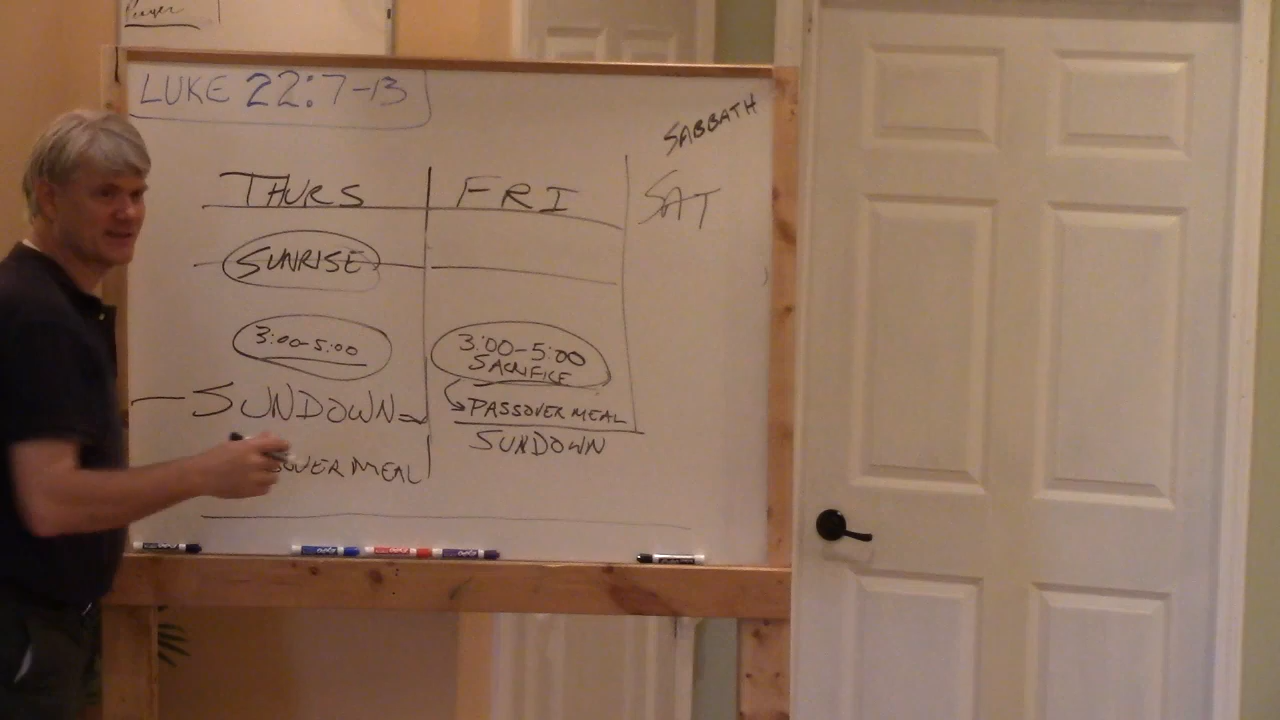 Prayer
LUKE 22:7-13
SABBATH
THURS FRI SAT
SUNRISE
3:00-5:00
3:00-5:00
SACRIFICE
SUNDOWN
PASSOVER MEAL
SUNDOWN
OVER MEAL